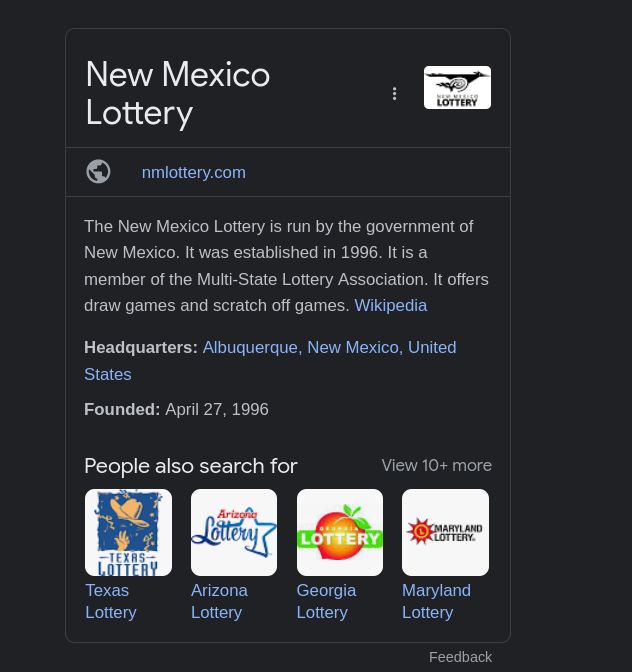 New Mexico
Lottery
NEW MEXICO
LOTTERY
nmlottery.com
The New Mexico Lottery is run by the government of
New Mexico. It was established in 1996. It is a
member of the Multi-State Lottery Association. It offers
draw games and scratch off games. Wikipedia
Headquarters: Albuquerque, New Mexico, United
States
Founded: April 27, 1996
People also search for
View 10+ more
TEXAS
LOTTERY
Arizona
Lottery
GEORGIA
LOTTERY
MARYLAND
LOTTERY
Texas
Lottery
Arizona
Lottery
Georgia
Lottery
Maryland
Lottery
Feedback